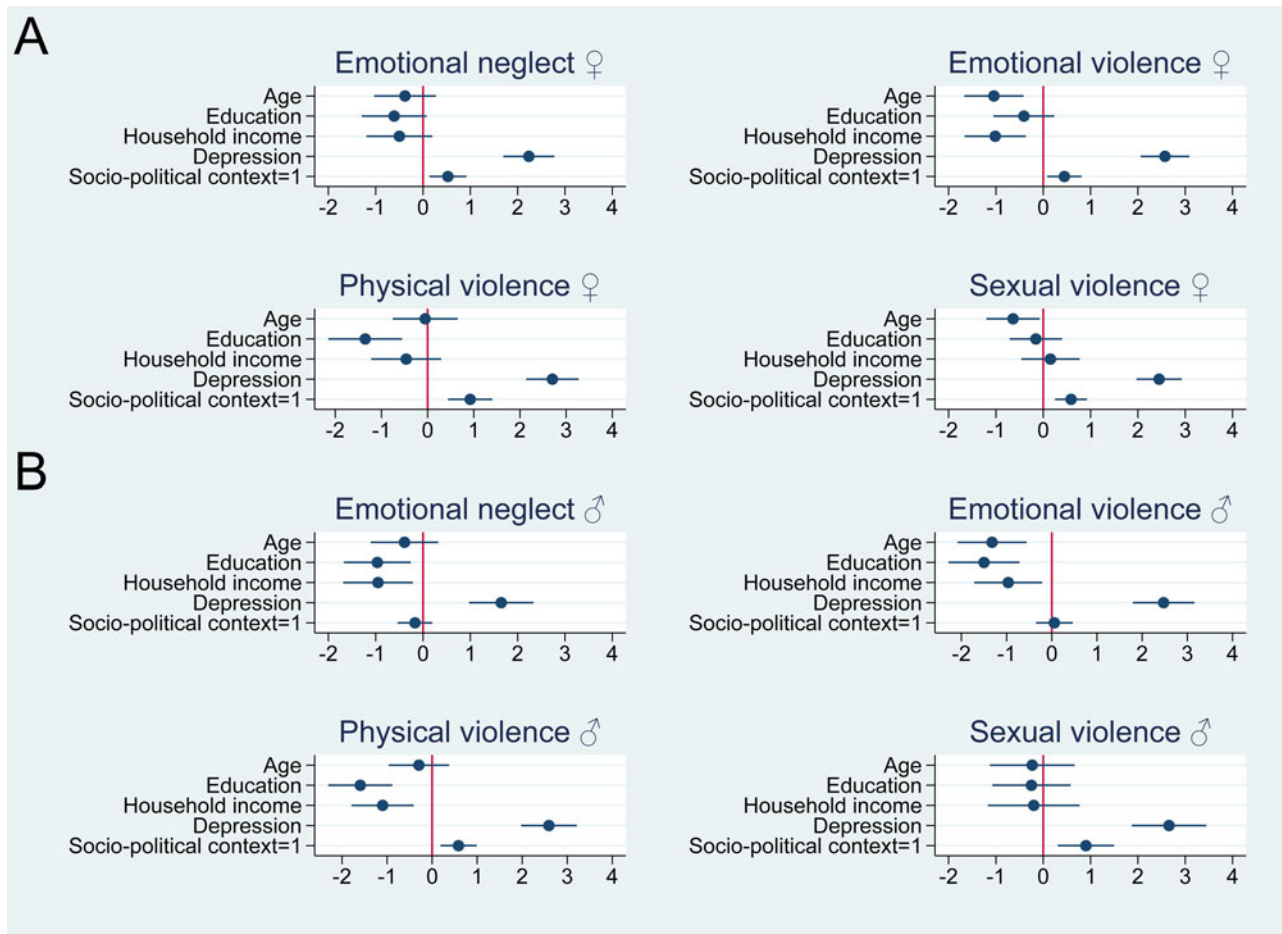 A
Emotional neglect ♀
Age
Education
Household income
Depression
Socio-political context=1
-2 -1 0 1 2 3 4
Emotional violence ♀
Age
Education
Household income
Depression
Socio-political context=1
-2 -1 0 1 2 3 4
Physical violence ♀
Age
Education
Household income
Depression
Socio-political context=1
-2 -1 0 1 2 3 4
Sexual violence ♀
Age
Education
Household income
Depression
Socio-political context=1
-2 -1 0 1 2 3 4
B
Emotional neglect ♂
Age
Education
Household income
Depression
Socio-political context=1
-2 -1 0 1 2 3 4
Emotional violence ♂
Age
Education
Household income
Depression
Socio-political context=1
-2 -1 0 1 2 3 4
Physical violence ♂
Age
Education
Household income
Depression
Socio-political context=1
-2 -1 0 1 2 3 4
Sexual violence ♂
Age
Education
Household income
Depression
Socio-political context=1
-2 -1 0 1 2 3 4